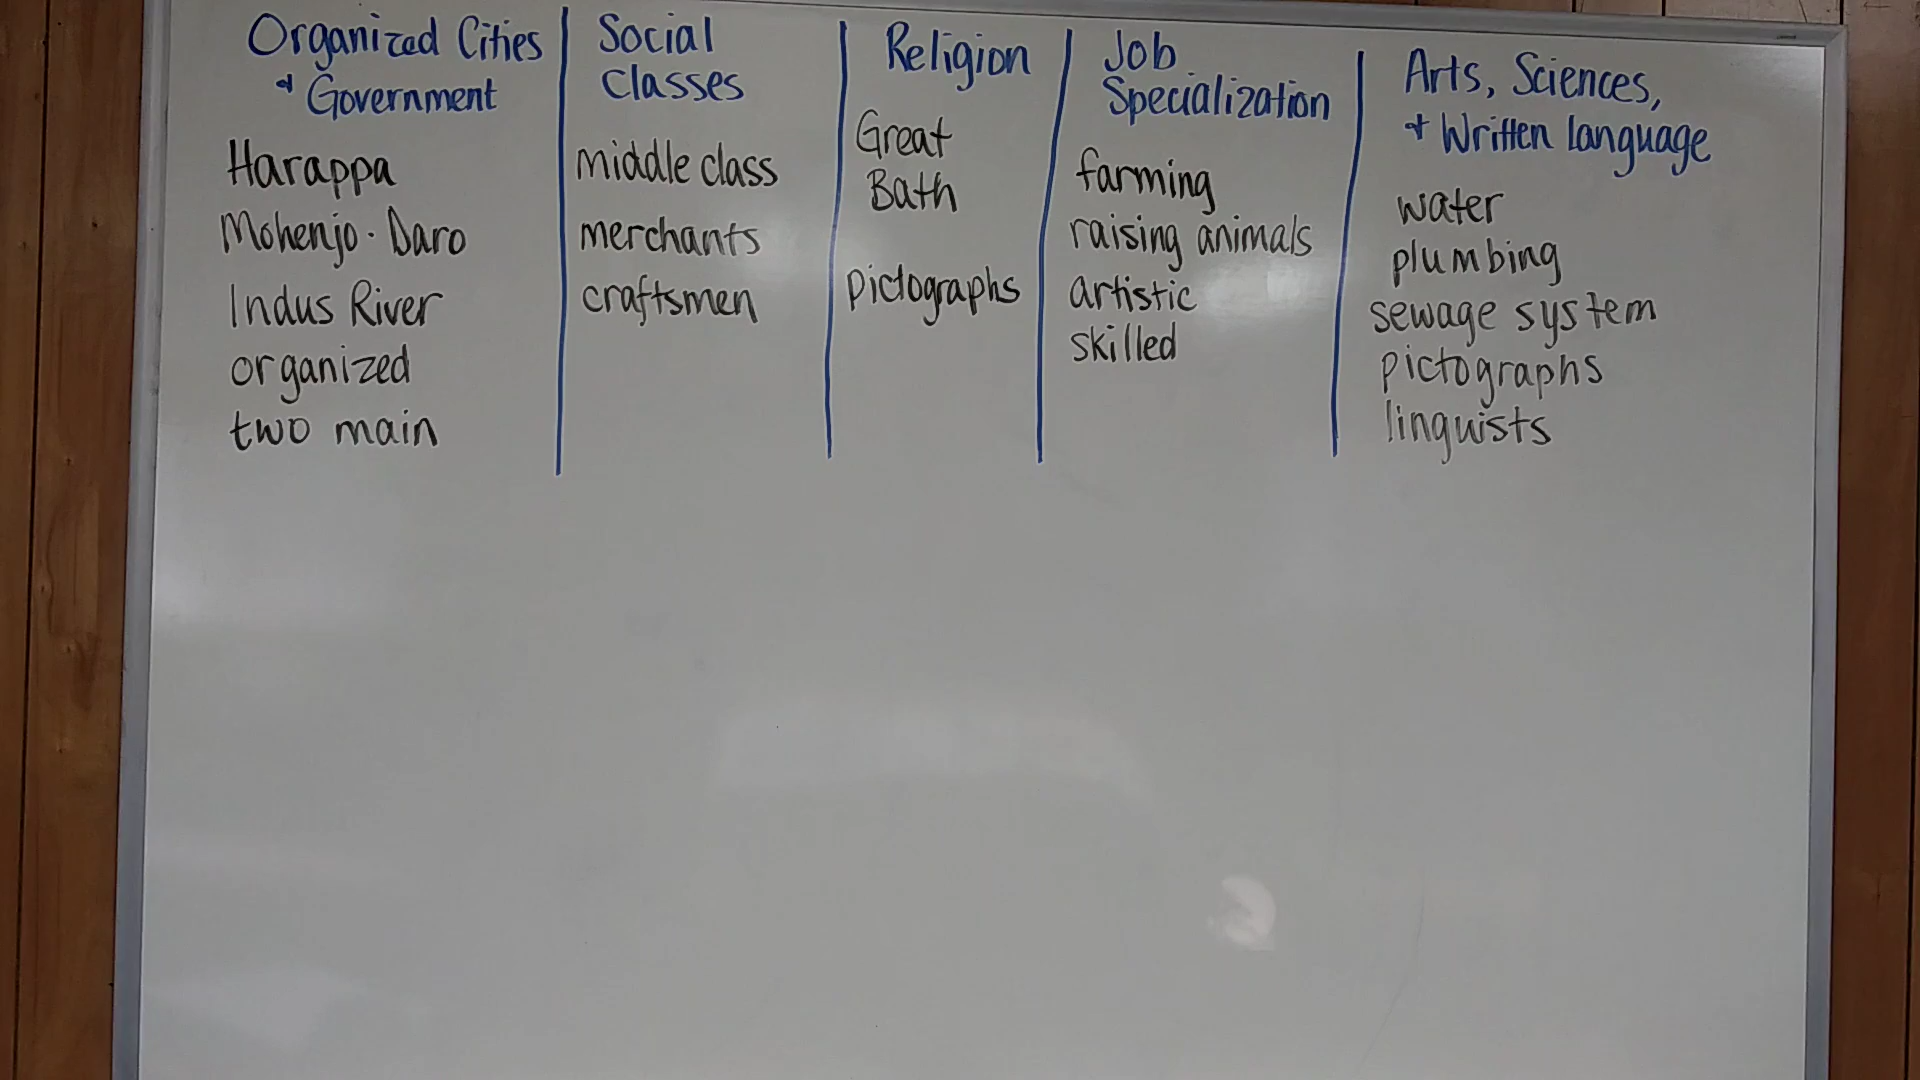 Organized Cities
& Government
Harappa
Mohenjo-Daro
Indus River
organized
two main
Social
Classes
middle class
merchants
craftsmen
Religion
Great
Bath
pictographs
Job
Specialization
farming
raising animals
artistic
skilled
Arts, Sciences,
& Written language
water
plumbing
sewage system
pictographs
linguists